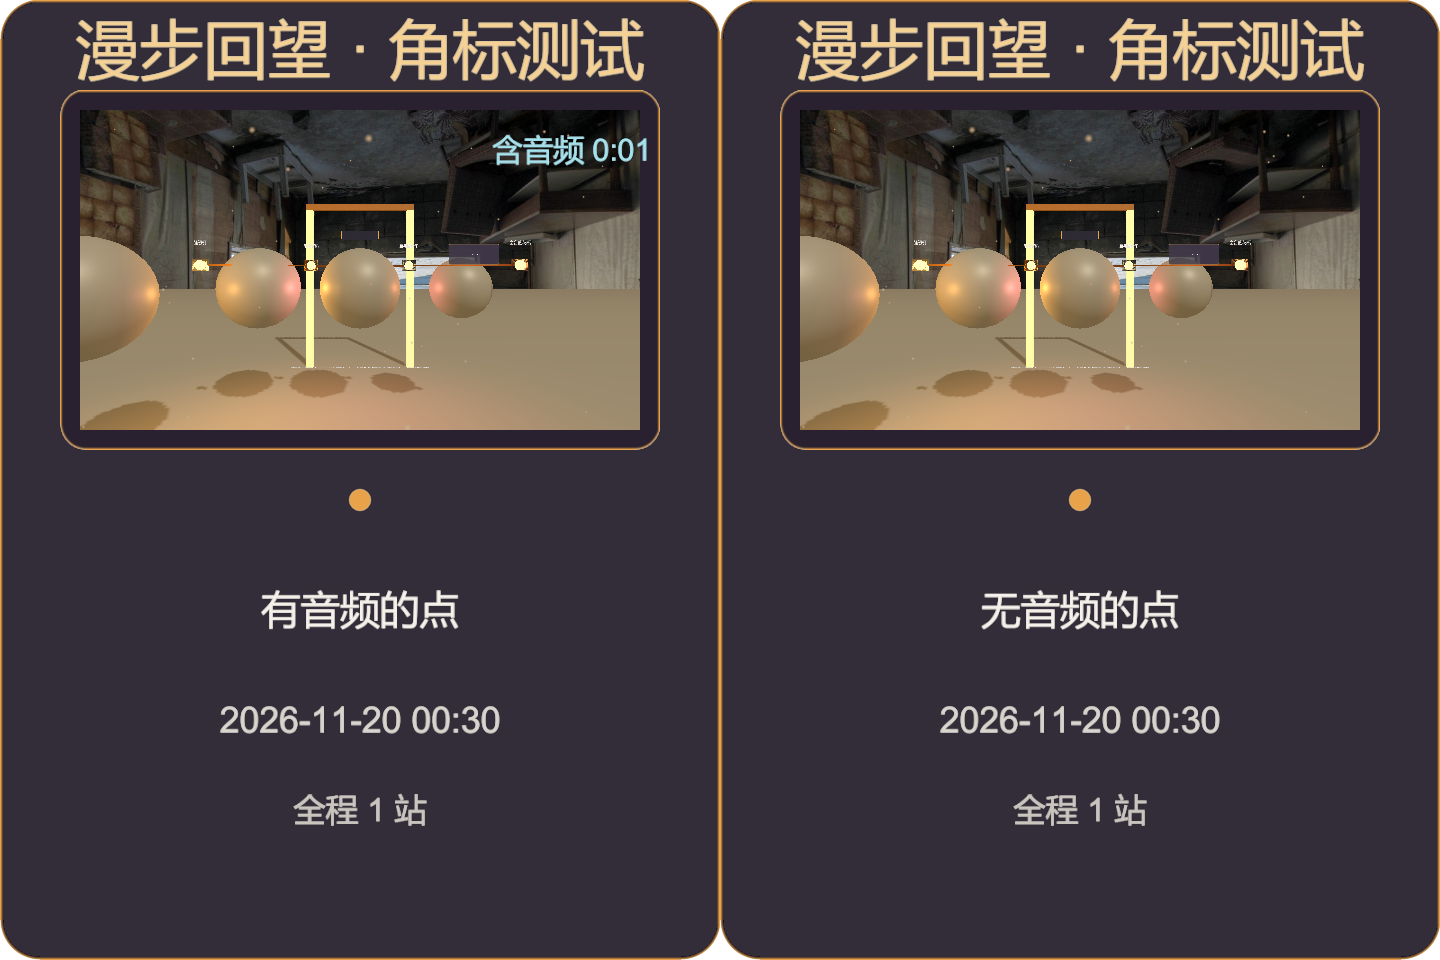 漫步回望 · 角标测试
含音频 0:01
有音频的点
2026-11-20 00:30
全程 1 站
漫步回望 · 角标测试
无音频的点
2026-11-20 00:30
全程 1 站